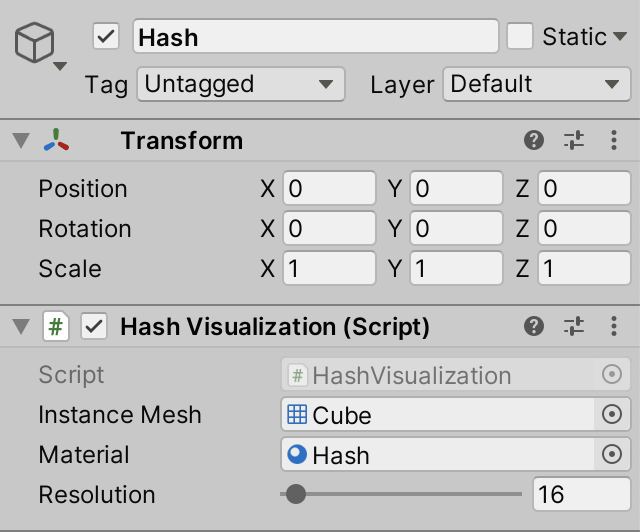 Hash Static
Tag Untagged Layer Default
Transform
Position X 0 Y 0 Z 0
Rotation X 0 Y 0 Z 0
Scale X 1 Y 1 Z 1
# Hash Visualization (Script)
Script # HashVisualization
Instance Mesh Cube
Material Hash
Resolution 16